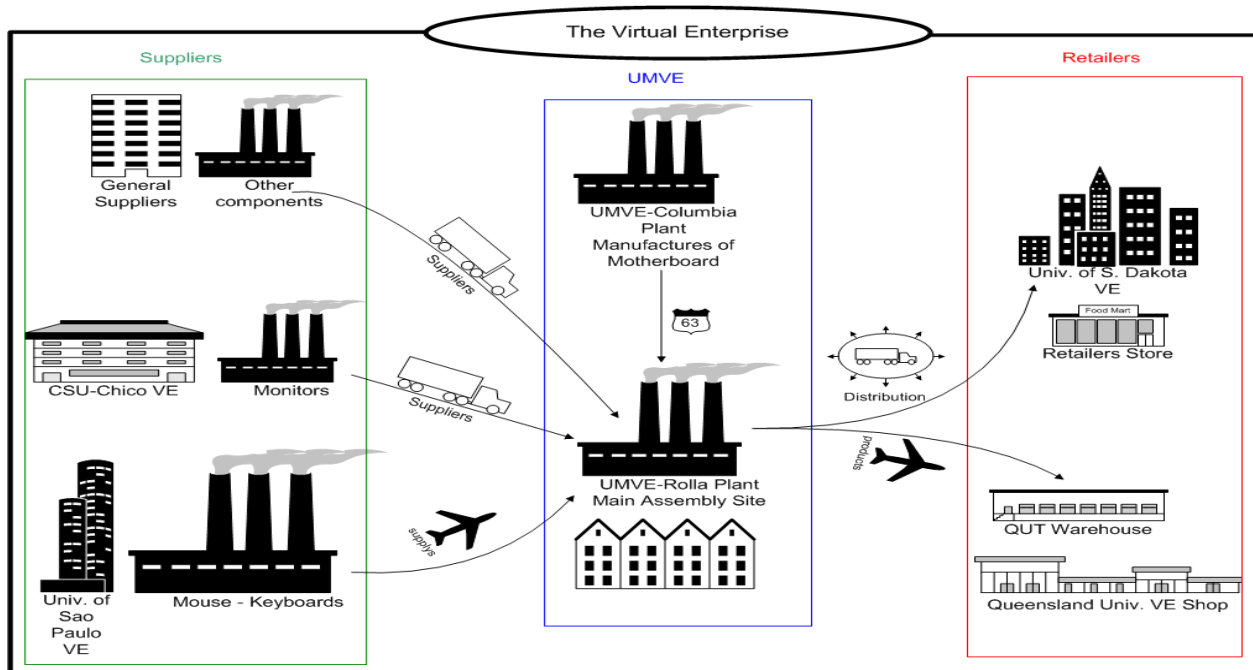 The Virtual Enterprise
Suppliers
UMVE
Retailers
General
Suppliers
Other
components
UMVE-Columbia
Plant
Manufactures of
Motherboard
Suppliers
63
Univ. of S. Dakota
VE
Food Mart
Retailers Store
CSU-Chico VE
Monitors
Suppliers
Distribution
UMVE-Rolla Plant
Main Assembly Site
products
QUT Warehouse
supplys
Univ. of
Sao
Paulo
VE
Mouse - Keyboards
Queensland Univ. VE Shop